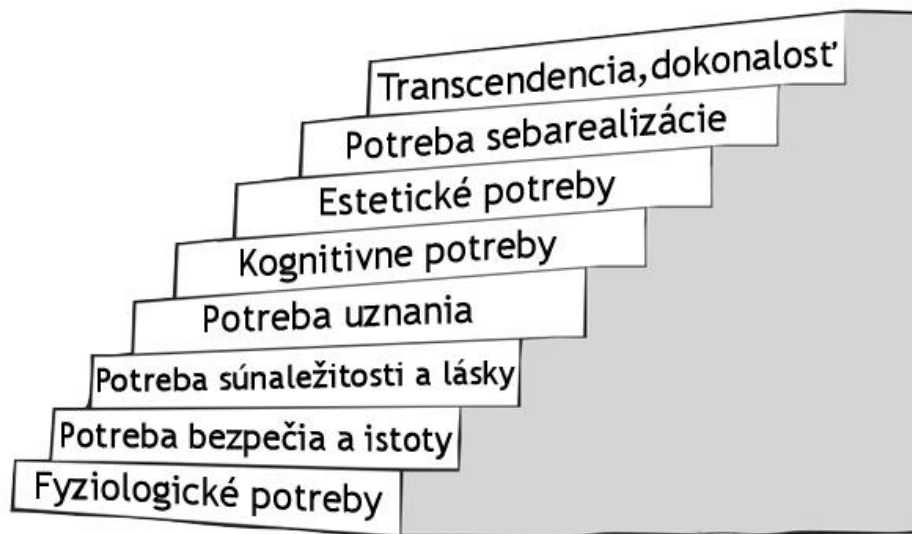 Transcendencia,dokonalosť
Potreba sebarealizácie
Estetické potreby
Kognitivne potreby
Potreba uznania
Potreba súnaležitosti a lásky
Potreba bezpečia a istoty
Fyziologické potreby